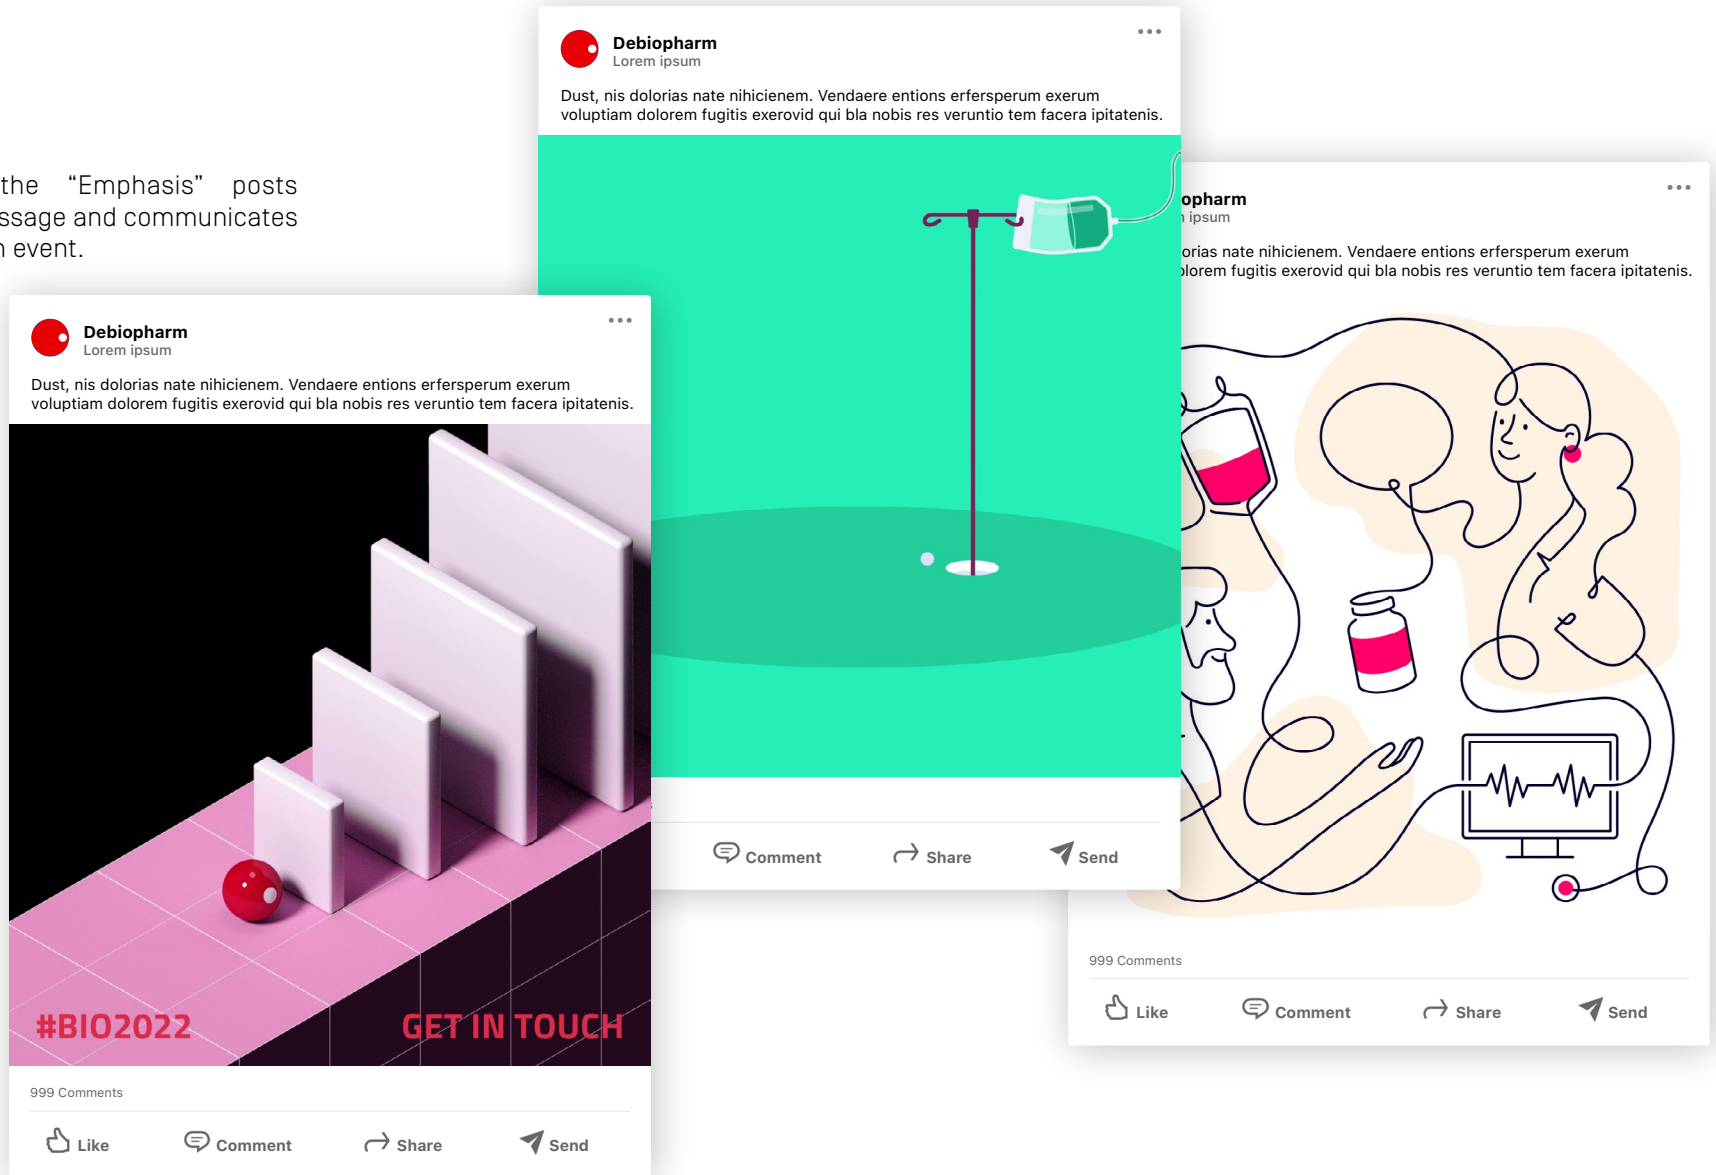 the “Emphasis” posts
ssage and communicates
event.
Debiopharm
Lorem ipsum
Dust, nis dolorias nate nihicienem. Vendaere entions erfersperum exerum
voluptiam dolorem fugitis exerovid qui bla nobis res veruntio tem facera ipitatenis.
#BIO2022 GET IN TOUCH
999 Comments
Like Comment Share Send
Debiopharm
Lorem ipsum
Dust, nis dolorias nate nihicienem. Vendaere entions erfersperum exerum
voluptiam dolorem fugitis exerovid qui bla nobis res veruntio tem facera ipitatenis.
Comment Share Send
opharm
ipsum
orias nate nihicienem. Vendaere entions erfersperum exerum
lorem fugitis exerovid qui bla nobis res veruntio tem facera ipitatenis.
999 Comments
Like Comment Share Send